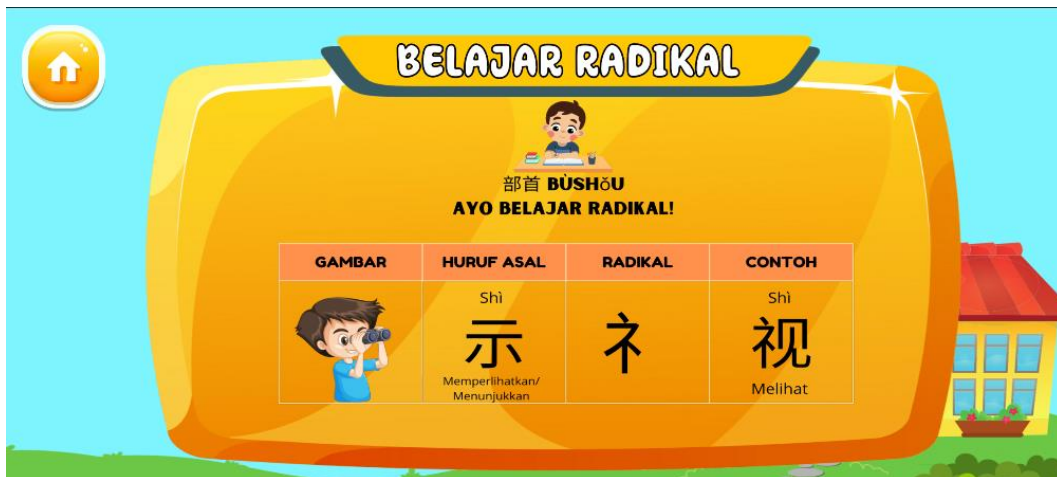 BELAJAR RADIKAL
部首 BÙSHǒU
AYO BELAJAR RADIKAL!
GAMBAR HURUF ASAL RADIKAL CONTOH
Shì Shì
示 礻 视
Memperlihatkan/
Menunjukkan
Melihat